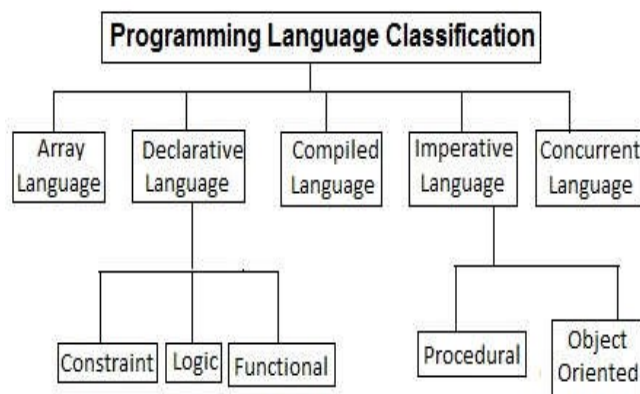 Programming Language Classification
Array
Language
Declarative
Language
Compiled
Language
Imperative
Language
Concurrent
Language
Constraint
Logic
Functional
Procedural
Object
Oriented